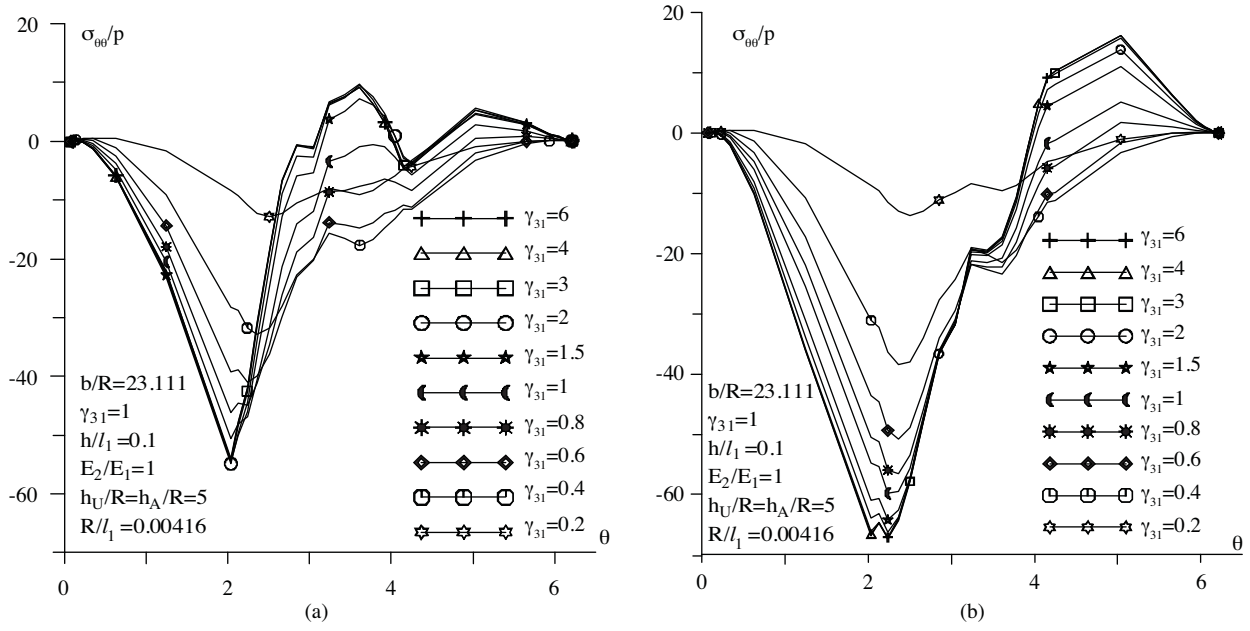 20
σθθ/p
10
0
-20
-40
-60
0
2
4
6
θ
γ31=6
γ31=4
γ31=3
γ31=2
γ31=1.5
γ31=1
γ31=0.8
γ31=0.6
γ31=0.4
γ31=0.2
b/R=23.111
γ31=1
h/l1=0.1
E2/E1=1
hU/R=hA/R=5
R/l1=0.00416
(a)
20
σθθ/p
0
-20
-40
-60
0
2
4
6
θ
γ31=6
γ31=4
γ31=3
γ31=2
γ31=1.5
γ31=1
γ31=0.8
γ31=0.6
γ31=0.4
γ31=0.2
b/R=23.111
γ31=1
h/l1=0.1
E2/E1=1
hU/R=hA/R=5
R/l1=0.00416
(b)